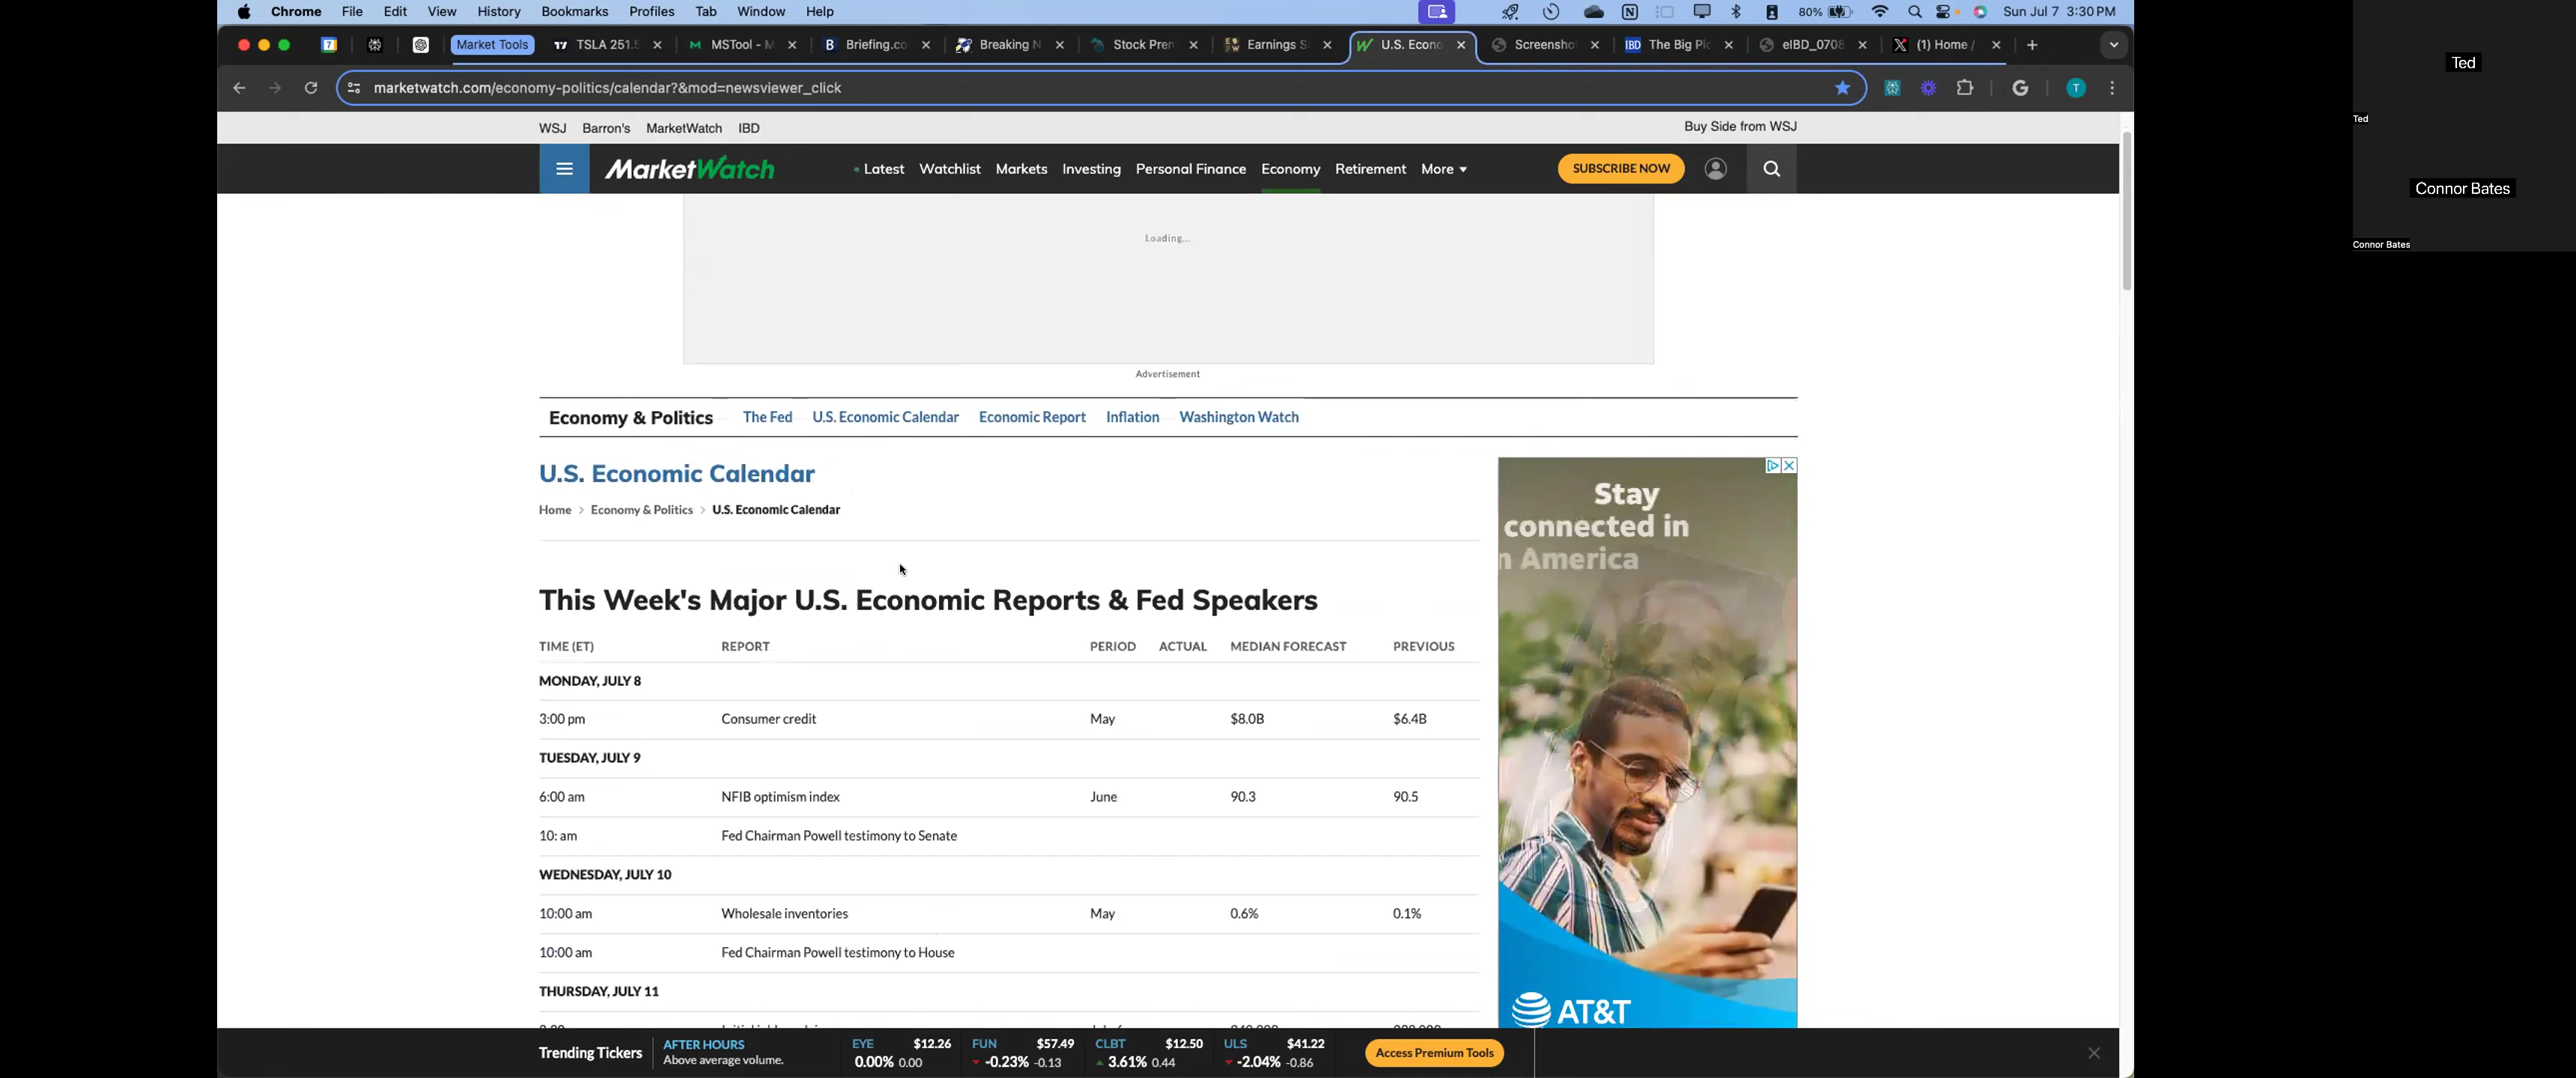 Chrome File Edit View History Bookmarks Profiles Tab Window Help 80% Sun Jul 7 3:30 PM
7 Market Tools TSLA 251.5 MSTool - M Briefing.co Breaking N Stock Pren Earnings S U.S. Econo Screensho IBD The Big Pi eIBD_0708 (1) Home /
marketwatch.com/economy-politics/calendar?&mod=newsviewer_click T
Ted
Ted
Connor Bates
Connor Bates
WSJ Barron's MarketWatch IBD Buy Side from WSJ
MarketWatch Latest Watchlist Markets Investing Personal Finance Economy Retirement More SUBSCRIBE NOW
Loading...
Advertisement
Economy & Politics The Fed U.S. Economic Calendar Economic Report Inflation Washington Watch
U.S. Economic Calendar
Home > Economy & Politics > U.S. Economic Calendar
Stay
connected in
n America
AT&T
This Week's Major U.S. Economic Reports & Fed Speakers
TIME (ET) REPORT PERIOD ACTUAL MEDIAN FORECAST PREVIOUS
MONDAY, JULY 8
3:00 pm Consumer credit May $8.0B $6.4B
TUESDAY, JULY 9
6:00 am NFIB optimism index June 90.3 90.5
10: am Fed Chairman Powell testimony to Senate
WEDNESDAY, JULY 10
10:00 am Wholesale inventories May 0.6% 0.1%
10:00 am Fed Chairman Powell testimony to House
THURSDAY, JULY 11
Trending Tickers AFTER HOURS EYE $12.26 FUN $57.49 CLBT $12.50 ULS $41.22 Access Premium Tools
Above average volume. 0.00% 0.00 -0.23% -0.13 3.61% 0.44 -2.04% -0.86